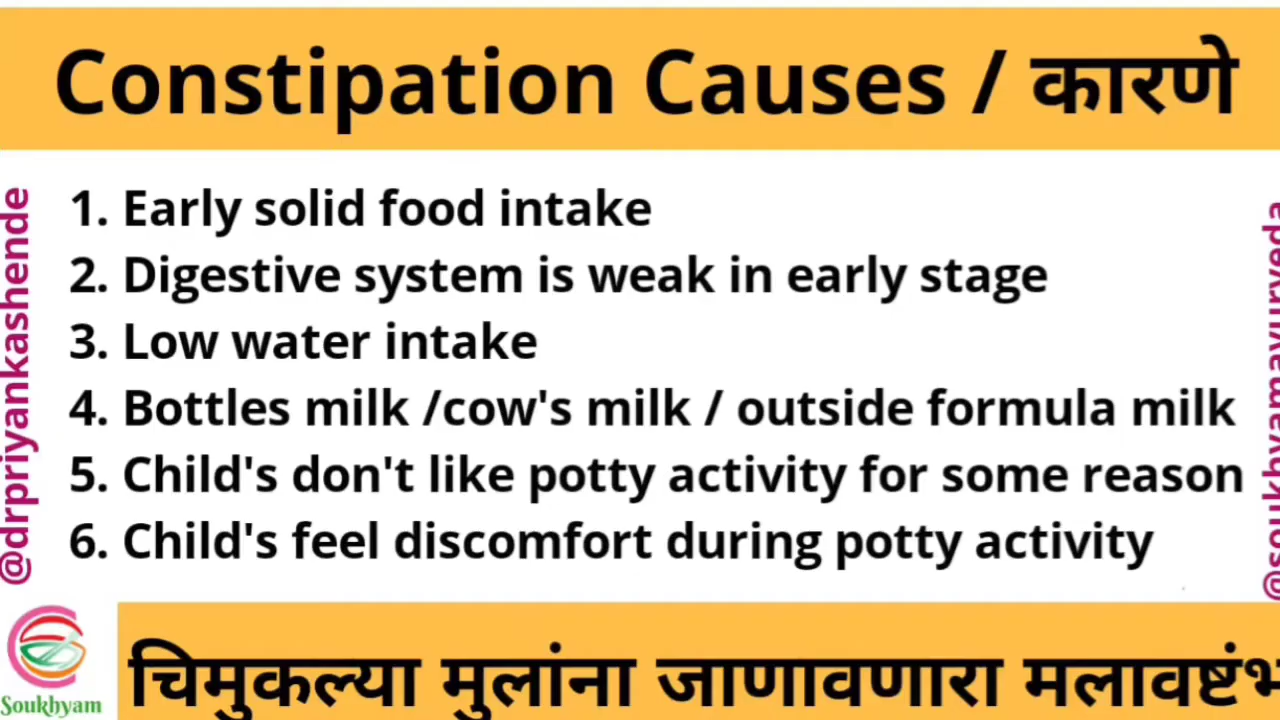 Constipation Causes / कारणे
1. Early solid food intake
2. Digestive system is weak in early stage
3. Low water intake
4. Bottles milk /cow's milk / outside formula milk
5. Child's don't like potty activity for some reason
6. Child's feel discomfort during potty activity
@drpriyankashende
@soukhyamayurveda
Soukhyam
चिमुकल्या मुलांना जाणावणारा मलावष्टंभ